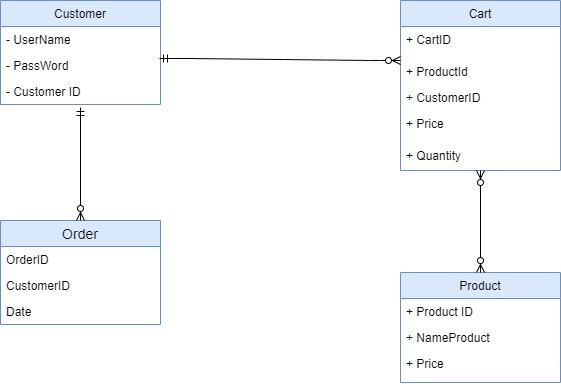 Customer
- UserName
- PassWord
- Customer ID
Cart
+ CartID
+ ProductId
+ CustomerID
+ Price
+ Quantity
Order
OrderID
CustomerID
Date
Product
+ Product ID
+ NameProduct
+ Price